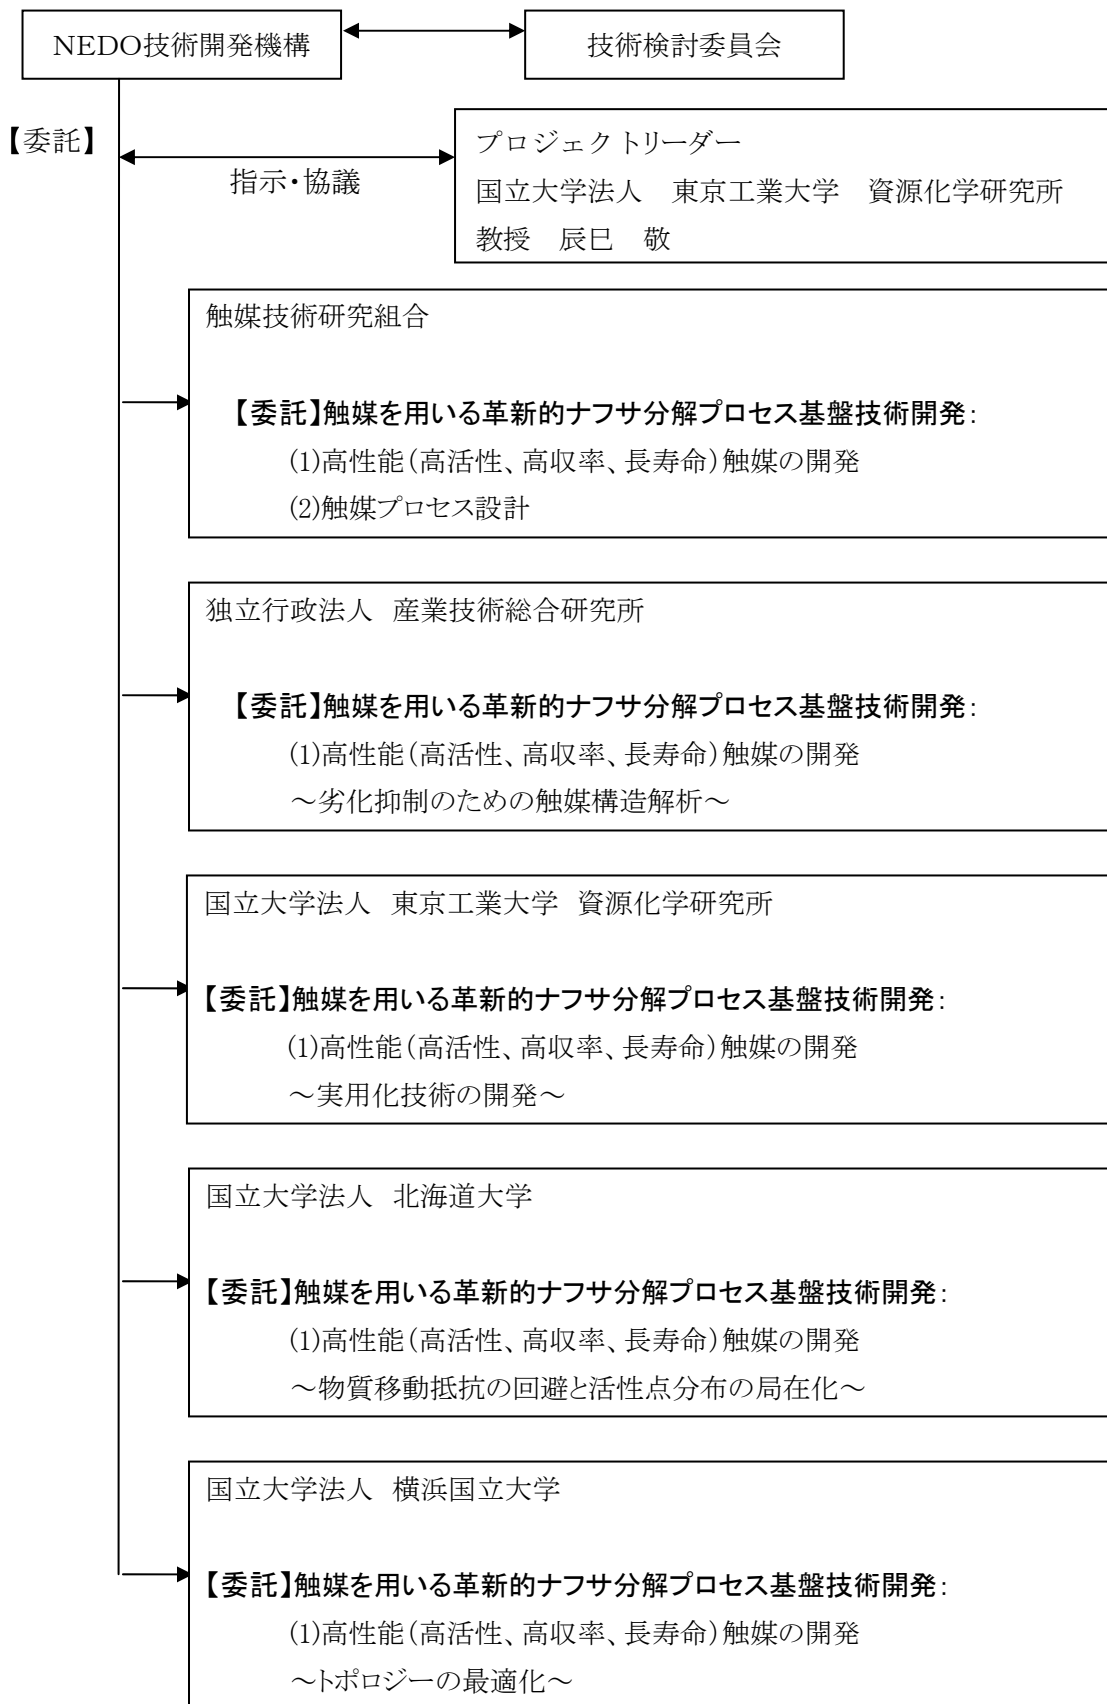 NEDO技術開発機構
技術検討委員会
【委託】
指示・協議
プロジェクトリーダー
国立大学法人　東京工業大学　資源化学研究所
教授　辰巳　敬
触媒技術研究組合
【委託】触媒を用いる革新的ナフサ分解プロセス基盤技術開発：
(1)高性能（高活性、高収率、長寿命）触媒の開発
(2)触媒プロセス設計
独立行政法人　産業技術総合研究所
【委託】触媒を用いる革新的ナフサ分解プロセス基盤技術開発：
(1)高性能（高活性、高収率、長寿命）触媒の開発
～劣化抑制のための触媒構造解析～
国立大学法人　東京工業大学　資源化学研究所
【委託】触媒を用いる革新的ナフサ分解プロセス基盤技術開発：
(1)高性能（高活性、高収率、長寿命）触媒の開発
～実用化技術の開発～
国立大学法人　北海道大学
【委託】触媒を用いる革新的ナフサ分解プロセス基盤技術開発：
(1)高性能（高活性、高収率、長寿命）触媒の開発
～物質移動抵抗の回避と活性点分布の局在化～
国立大学法人　横浜国立大学
【委託】触媒を用いる革新的ナフサ分解プロセス基盤技術開発：
(1)高性能（高活性、高収率、長寿命）触媒の開発
～トポロジーの最適化～